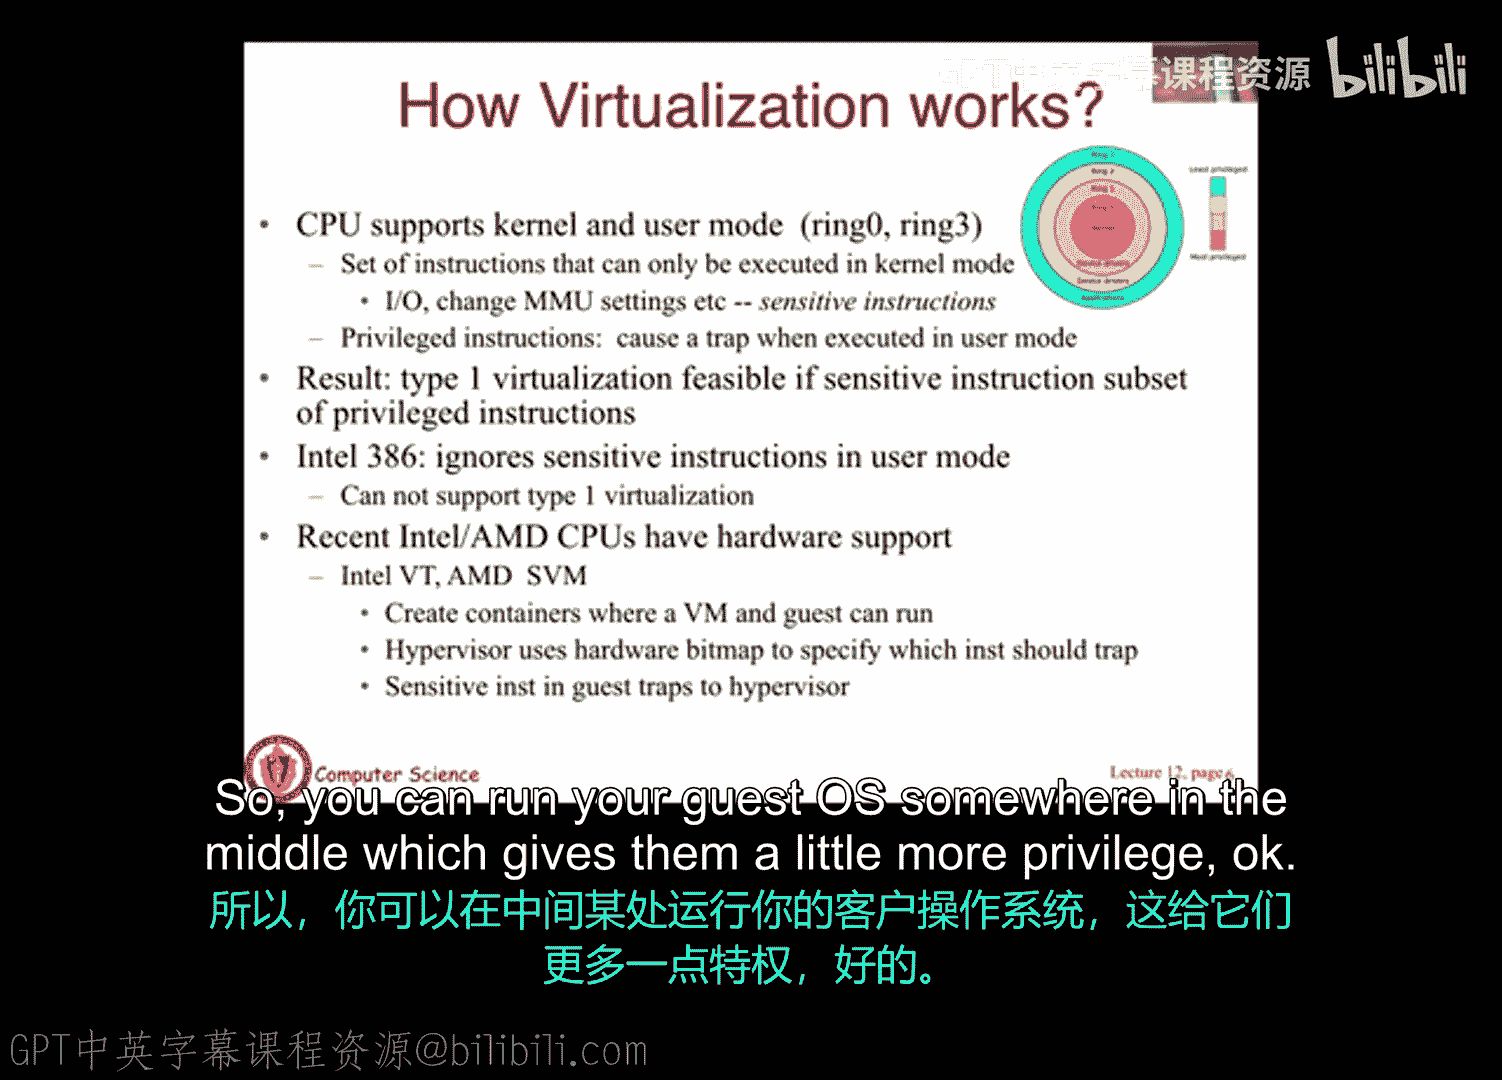 课程资源 bilibili
How Virtualization works?
• CPU supports kernel and user mode (ring0, ring3)
– Set of instructions that can only be executed in kernel mode
• I/O, change MMU settings etc -- sensitive instructions
– Privileged instructions: cause a trap when executed in user mode
• Result: type 1 virtualization feasible if sensitive instruction subset
of privileged instructions
• Intel 386: ignores sensitive instructions in user mode
– Can not support type 1 virtualization
• Recent Intel/AMD CPUs have hardware support
– Intel VT, AMD SVM
• Create containers where a VM and guest can run
• Hypervisor uses hardware bitmap to specify which inst should trap
• Sensitive inst in guest traps to hypervisor
Least privileged
Most privileged
Applications
Computer Science
Lecture 12, page 6
So, you can run your guest OS somewhere in the
middle which gives them a little more privilege, ok.
所以，你可以在中间某处运行你的客户操作系统，这给它们
更多一点特权，好的。
GPT中英字幕课程资源@bilibili.com